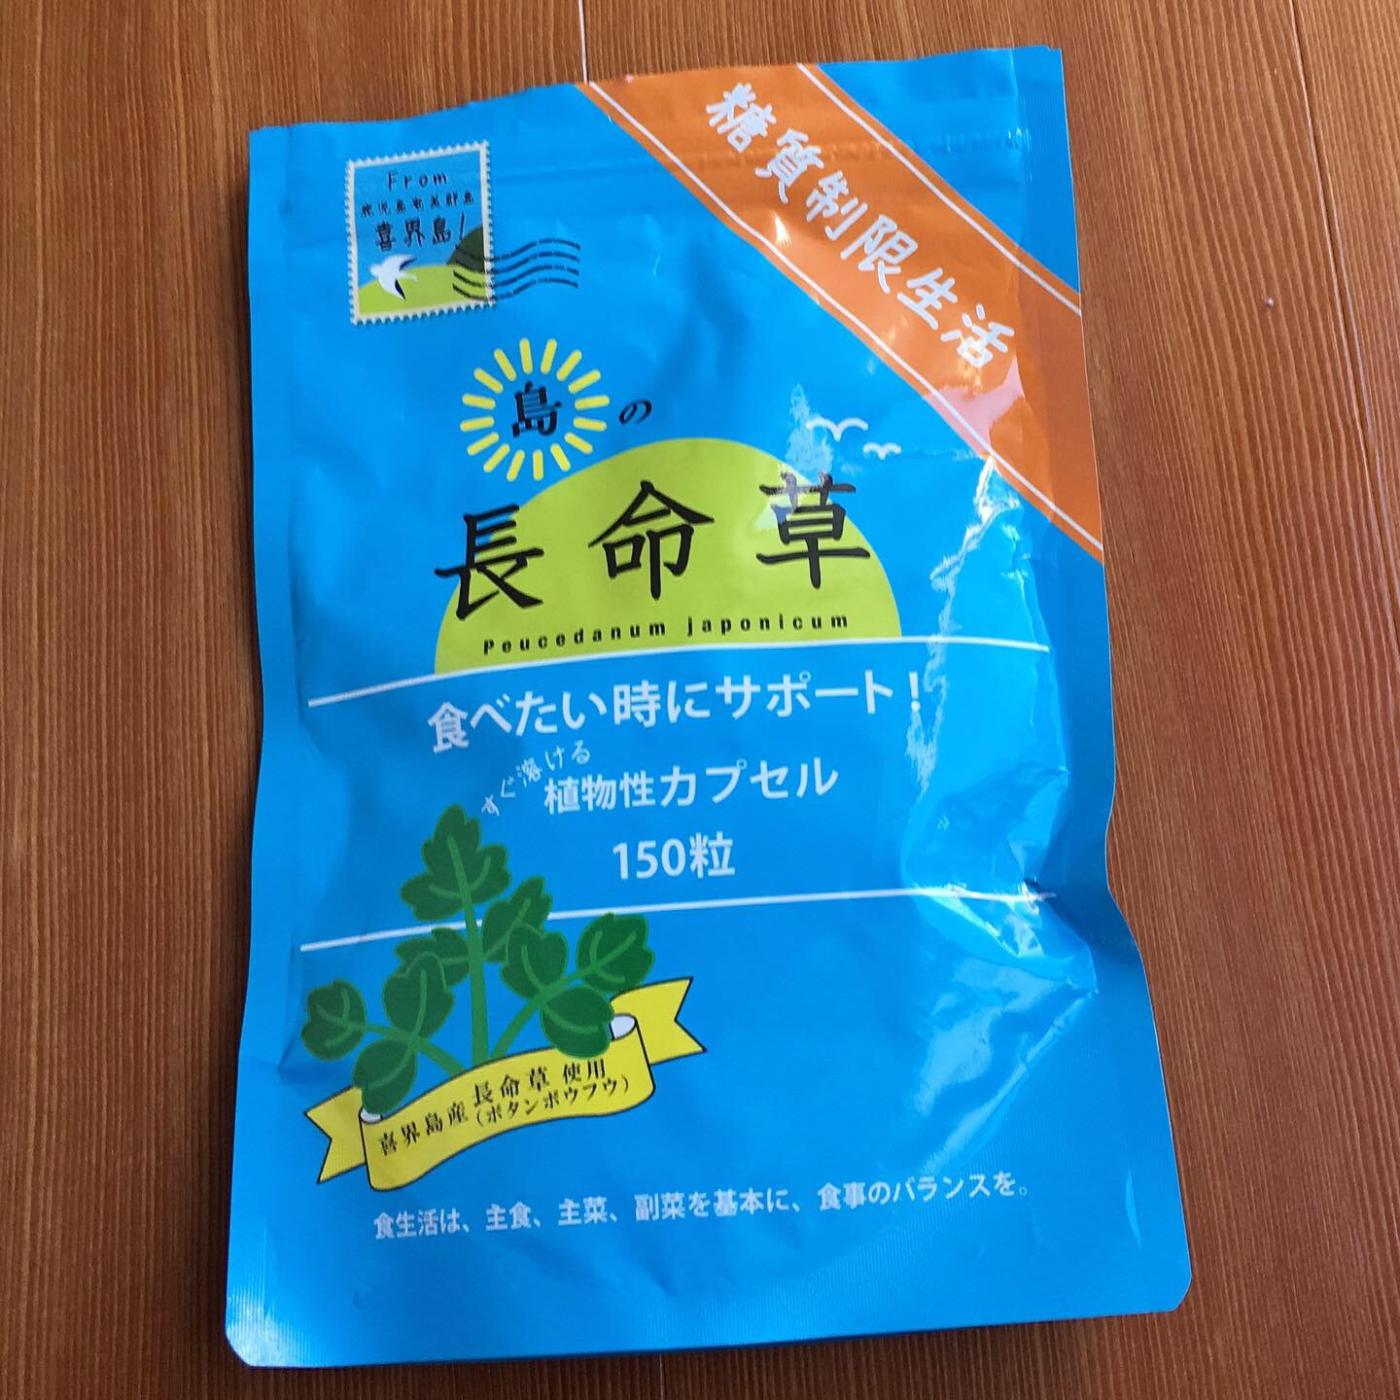 糖質制限生活
From
鹿児島奄美群島
喜界島!
島の
長命草
Peucedanum japonicum
食べたい時にサポート!
すぐ溶ける
植物性カプセル
150粒
喜界島産 長命草 使用
(ボタンボウフウ)
食生活は、主食、主菜、副菜を基本に、食事のバランスを。